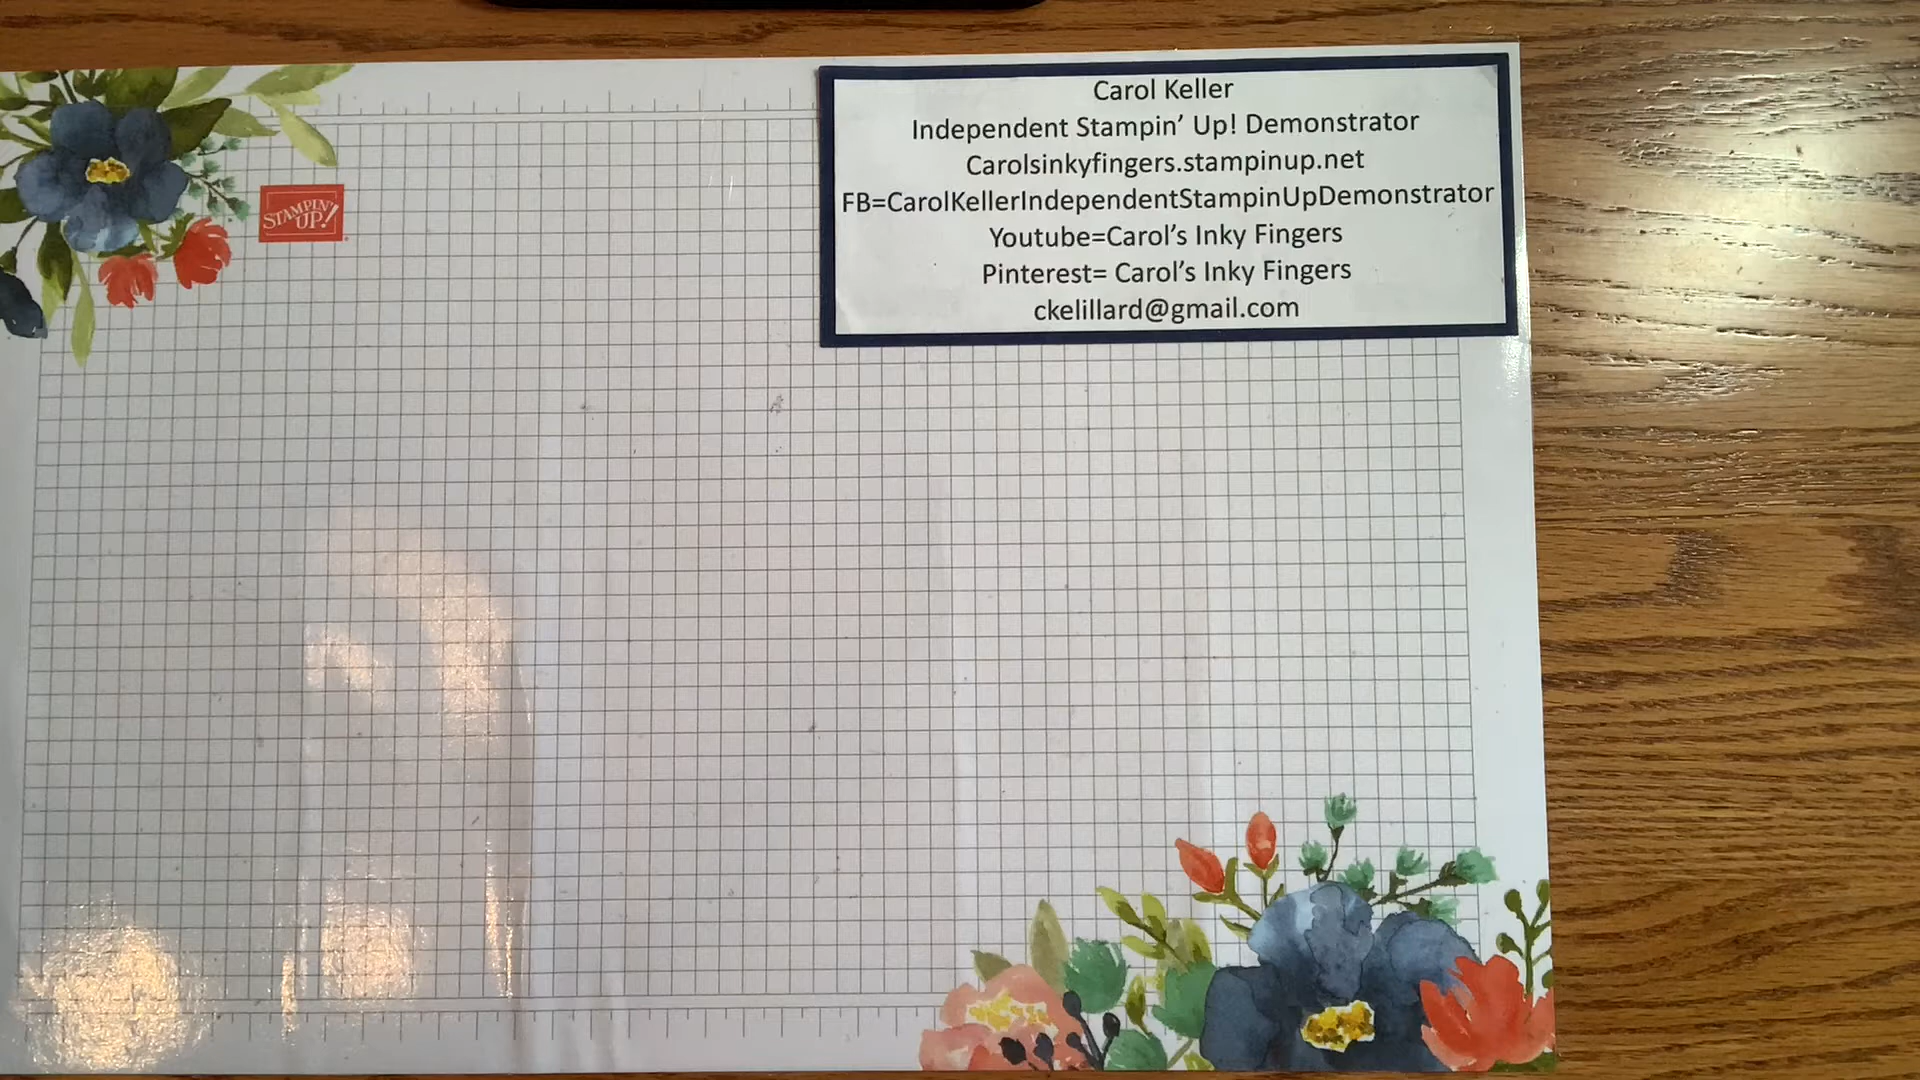 Carol Keller
Independent Stampin’ Up! Demonstrator
Carolsinkyfingers.stampinup.net
FB=CarolKellerIndependentStampinUpDemonstrator
Youtube=Carol’s Inky Fingers
Pinterest= Carol’s Inky Fingers
ckelillard@gmail.com
STAMPIN’
UP!